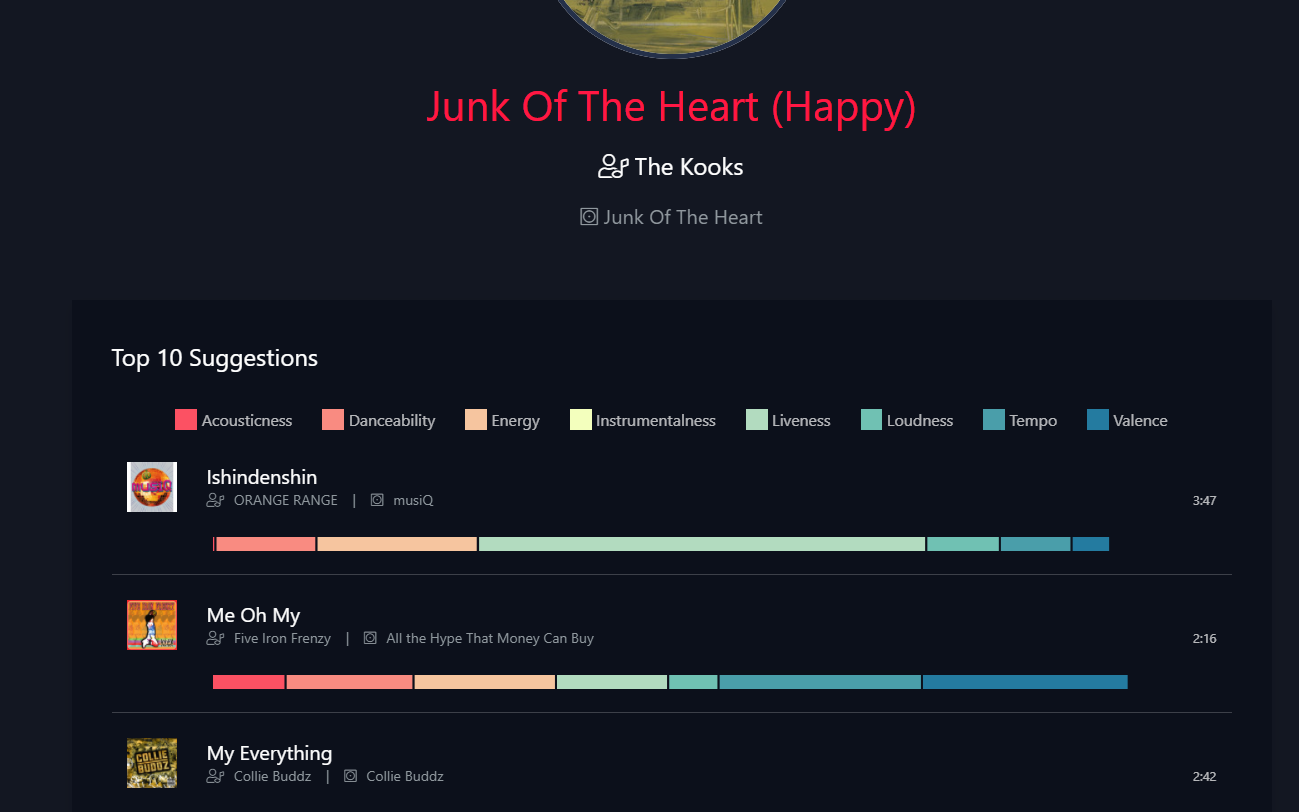 Junk Of The Heart (Happy)
The Kooks
Junk Of The Heart
Top 10 Suggestions
Acousticness Danceability Energy Instrumentalness Liveness Loudness Tempo Valence
Ishindenshin
ORANGE RANGE | musiQ 3:47
Me Oh My
Five Iron Frenzy | All the Hype That Money Can Buy 2:16
My Everything
COLLIE
BUDDZ
Collie Buddz | Collie Buddz 2:42